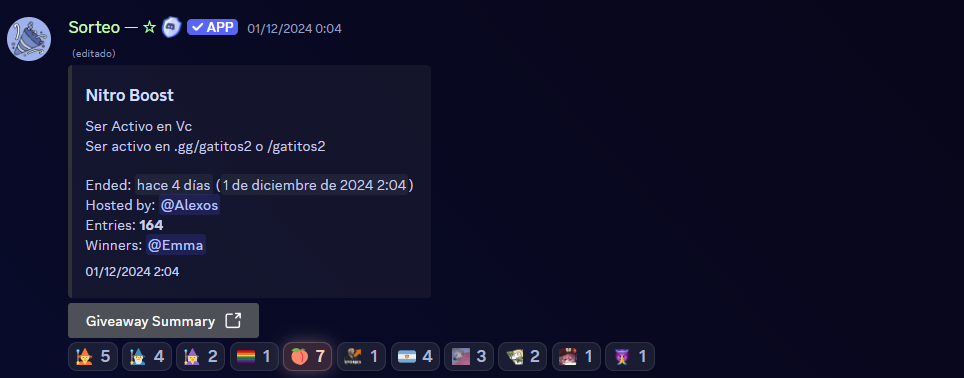 Sorteo — ☆ ✓ APP 01/12/2024 0:04
(editado)
Nitro Boost
Ser Activo en Vc
Ser activo en .gg/gatitos2 o /gatitos2
Ended: hace 4 días (1 de diciembre de 2024 2:04)
Hosted by: @Alexos
Entries: 164
Winners: @Emma
01/12/2024 2:04
Giveaway Summary
5 4 2 1 7 1 4 3 2 1 1